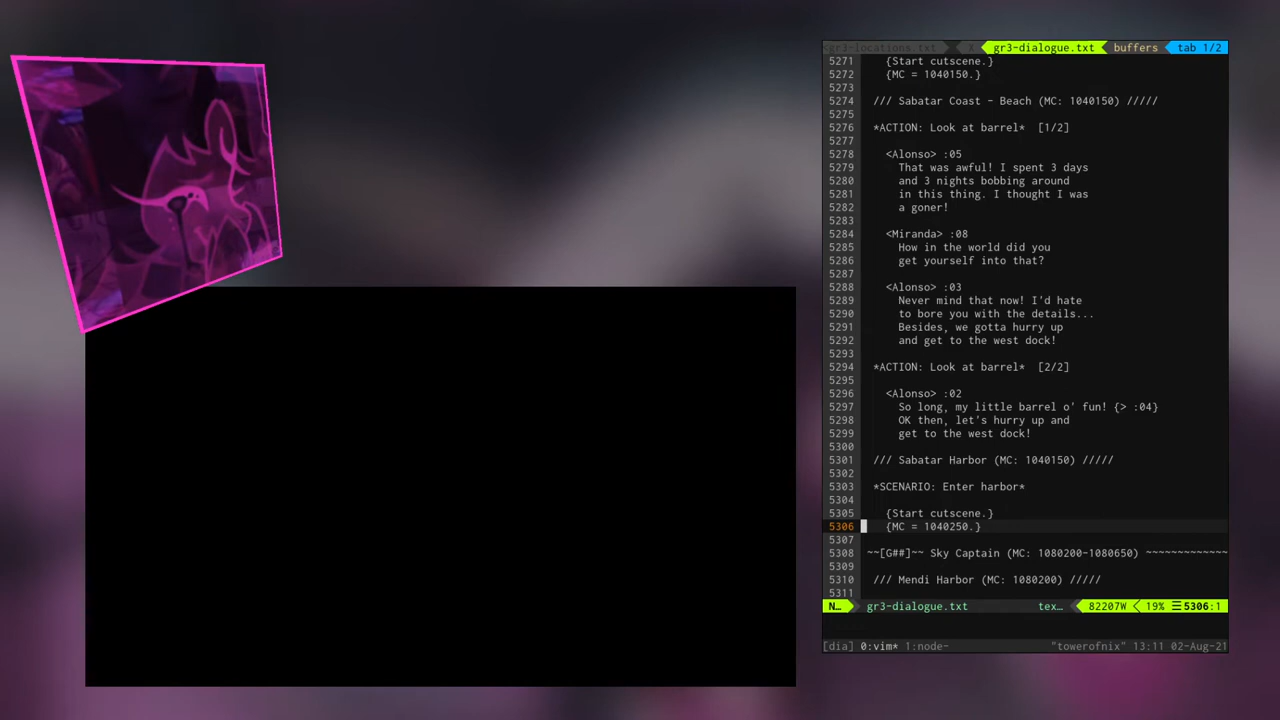 gr3-locations.txt X gr3-dialogue.txt buffers tab 1/2
5271 {Start cutscene.}
5272 {MC = 1040150.}
5273
5274 /// Sabatar Coast – Beach (MC: 1040150) /////
5275
5276 *ACTION: Look at barrel* [1/2]
5277
5278 <Alonso> :05
5279 That was awful! I spent 3 days
5280 and 3 nights bobbing around
5281 in this thing. I thought I was
5282 a goner!
5283
5284 <Miranda> :08
5285 How in the world did you
5286 get yourself into that?
5287
5288 <Alonso> :03
5289 Never mind that now! I'd hate
5290 to bore you with the details...
5291 Besides, we gotta hurry up
5292 and get to the west dock!
5293
5294 *ACTION: Look at barrel* [2/2]
5295
5296 <Alonso> :02
5297 So long, my little barrel o' fun! {> :04}
5298 OK then, let's hurry up and
5299 get to the west dock!
5300
5301 /// Sabatar Harbor (MC: 1040150) /////
5302
5303 *SCENARIO: Enter harbor*
5304
5305 {Start cutscene.}
5306 {MC = 1040250.}
5307
5308 ~~[G##]~~ Sky Captain (MC: 1080200–1080650) ~~~~~~~~~~~~~
5309
5310 /// Mendi Harbor (MC: 1080200) /////
5311
N… gr3-dialogue.txt tex… 82207W 19% ☰5306:1
[dia] 0:vim* 1:node- "towerofnix" 13:11 02-Aug-21